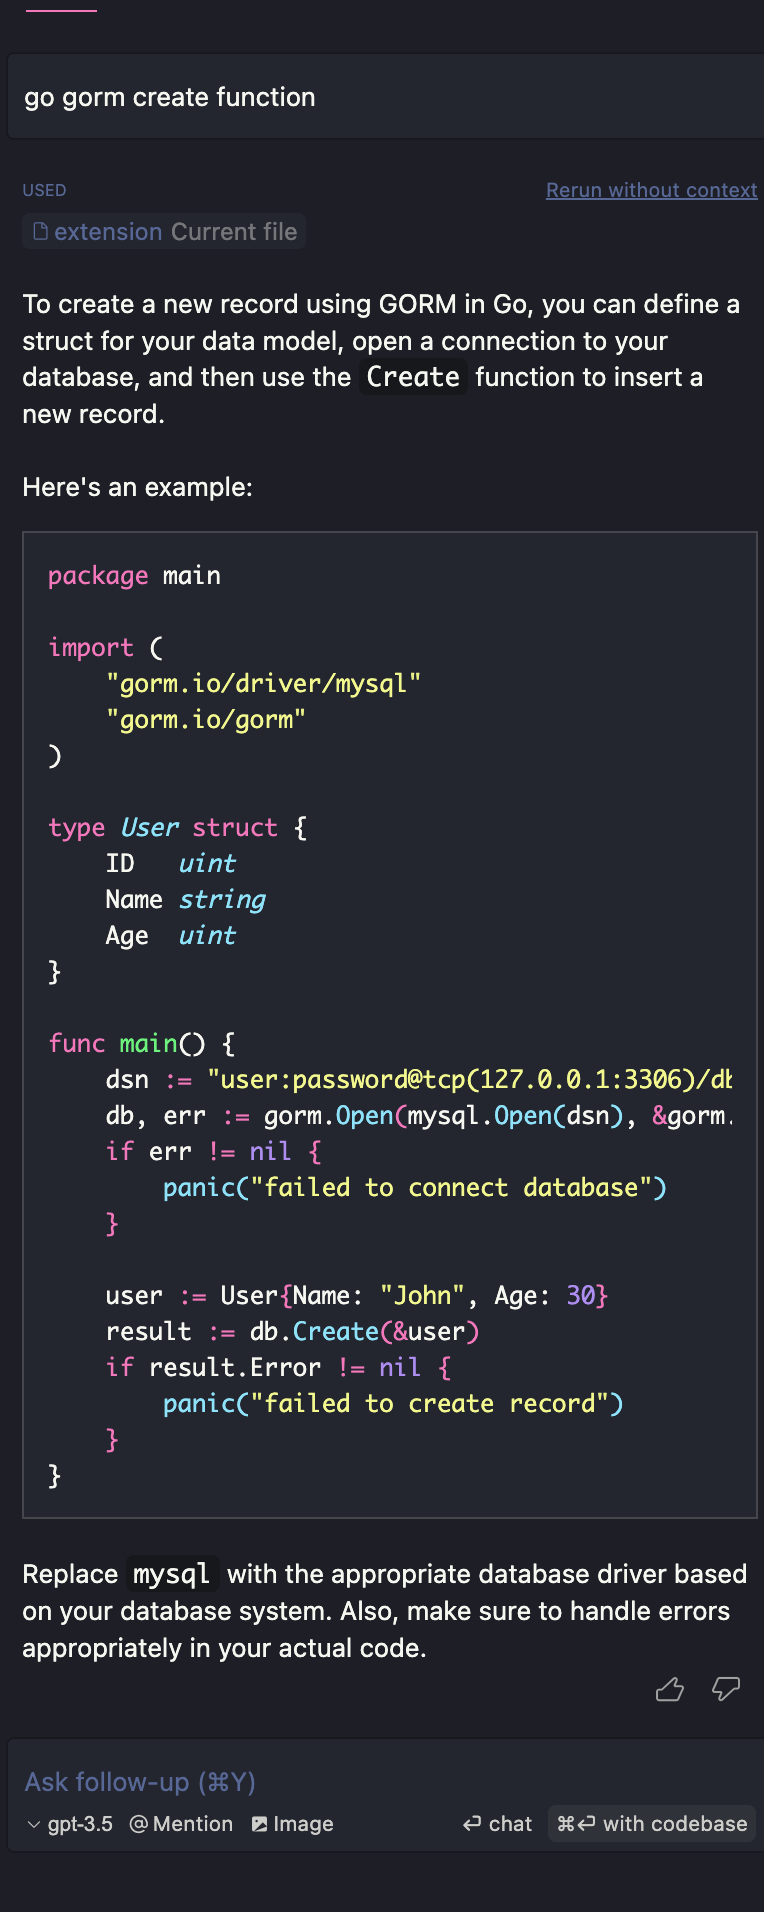 go gorm create function
USED
Rerun without context
extension Current file
To create a new record using GORM in Go, you can define a
struct for your data model, open a connection to your
database, and then use the Create function to insert a
new record.
Here's an example:
package main
import (
"gorm.io/driver/mysql"
"gorm.io/gorm"
)
type User struct {
ID uint
Name string
Age uint
}
func main() {
dsn := "user:password@tcp(127.0.0.1:3306)/db
db, err := gorm.Open(mysql.Open(dsn), &gorm.
if err != nil {
panic("failed to connect database")
}
user := User{Name: "John", Age: 30}
result := db.Create(&user)
if result.Error != nil {
panic("failed to create record")
}
}
Replace mysql with the appropriate database driver based
on your database system. Also, make sure to handle errors
appropriately in your actual code.
Ask follow-up (⌘Y)
gpt-3.5 @ Mention Image ⏎ chat ⌘⏎ with codebase